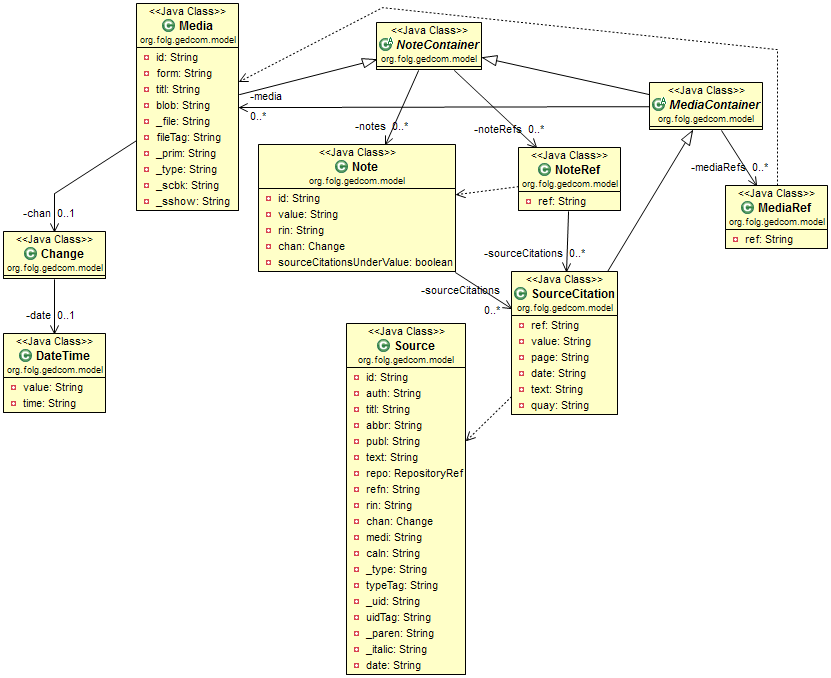 <<Java Class>>
Media
org.folg.gedcom.model
id: String
form: String
titl: String
blob: String
_file: String
fileTag: String
_prim: String
_type: String
_scbk: String
_sshow: String
<<Java Class>>
NoteContainer
org.folg.gedcom.model
<<Java Class>>
MediaContainer
org.folg.gedcom.model
-media
0..*
-notes 0..*
-noteRefs 0..*
<<Java Class>>
Note
org.folg.gedcom.model
id: String
value: String
rin: String
chan: Change
sourceCitationsUnderValue: boolean
<<Java Class>>
NoteRef
org.folg.gedcom.model
ref: String
-mediaRefs 0..*
<<Java Class>>
MediaRef
org.folg.gedcom.model
ref: String
-chan 0..1
<<Java Class>>
Change
org.folg.gedcom.model
-date 0..1
<<Java Class>>
DateTime
org.folg.gedcom.model
value: String
time: String
-sourceCitations 0..*
-sourceCitations
0..*
<<Java Class>>
SourceCitation
org.folg.gedcom.model
ref: String
value: String
page: String
date: String
text: String
quay: String
<<Java Class>>
Source
org.folg.gedcom.model
id: String
auth: String
titl: String
abbr: String
publ: String
text: String
repo: RepositoryRef
refn: String
rin: String
chan: Change
medi: String
caln: String
_type: String
typeTag: String
_uid: String
uidTag: String
_paren: String
_italic: String
date: String